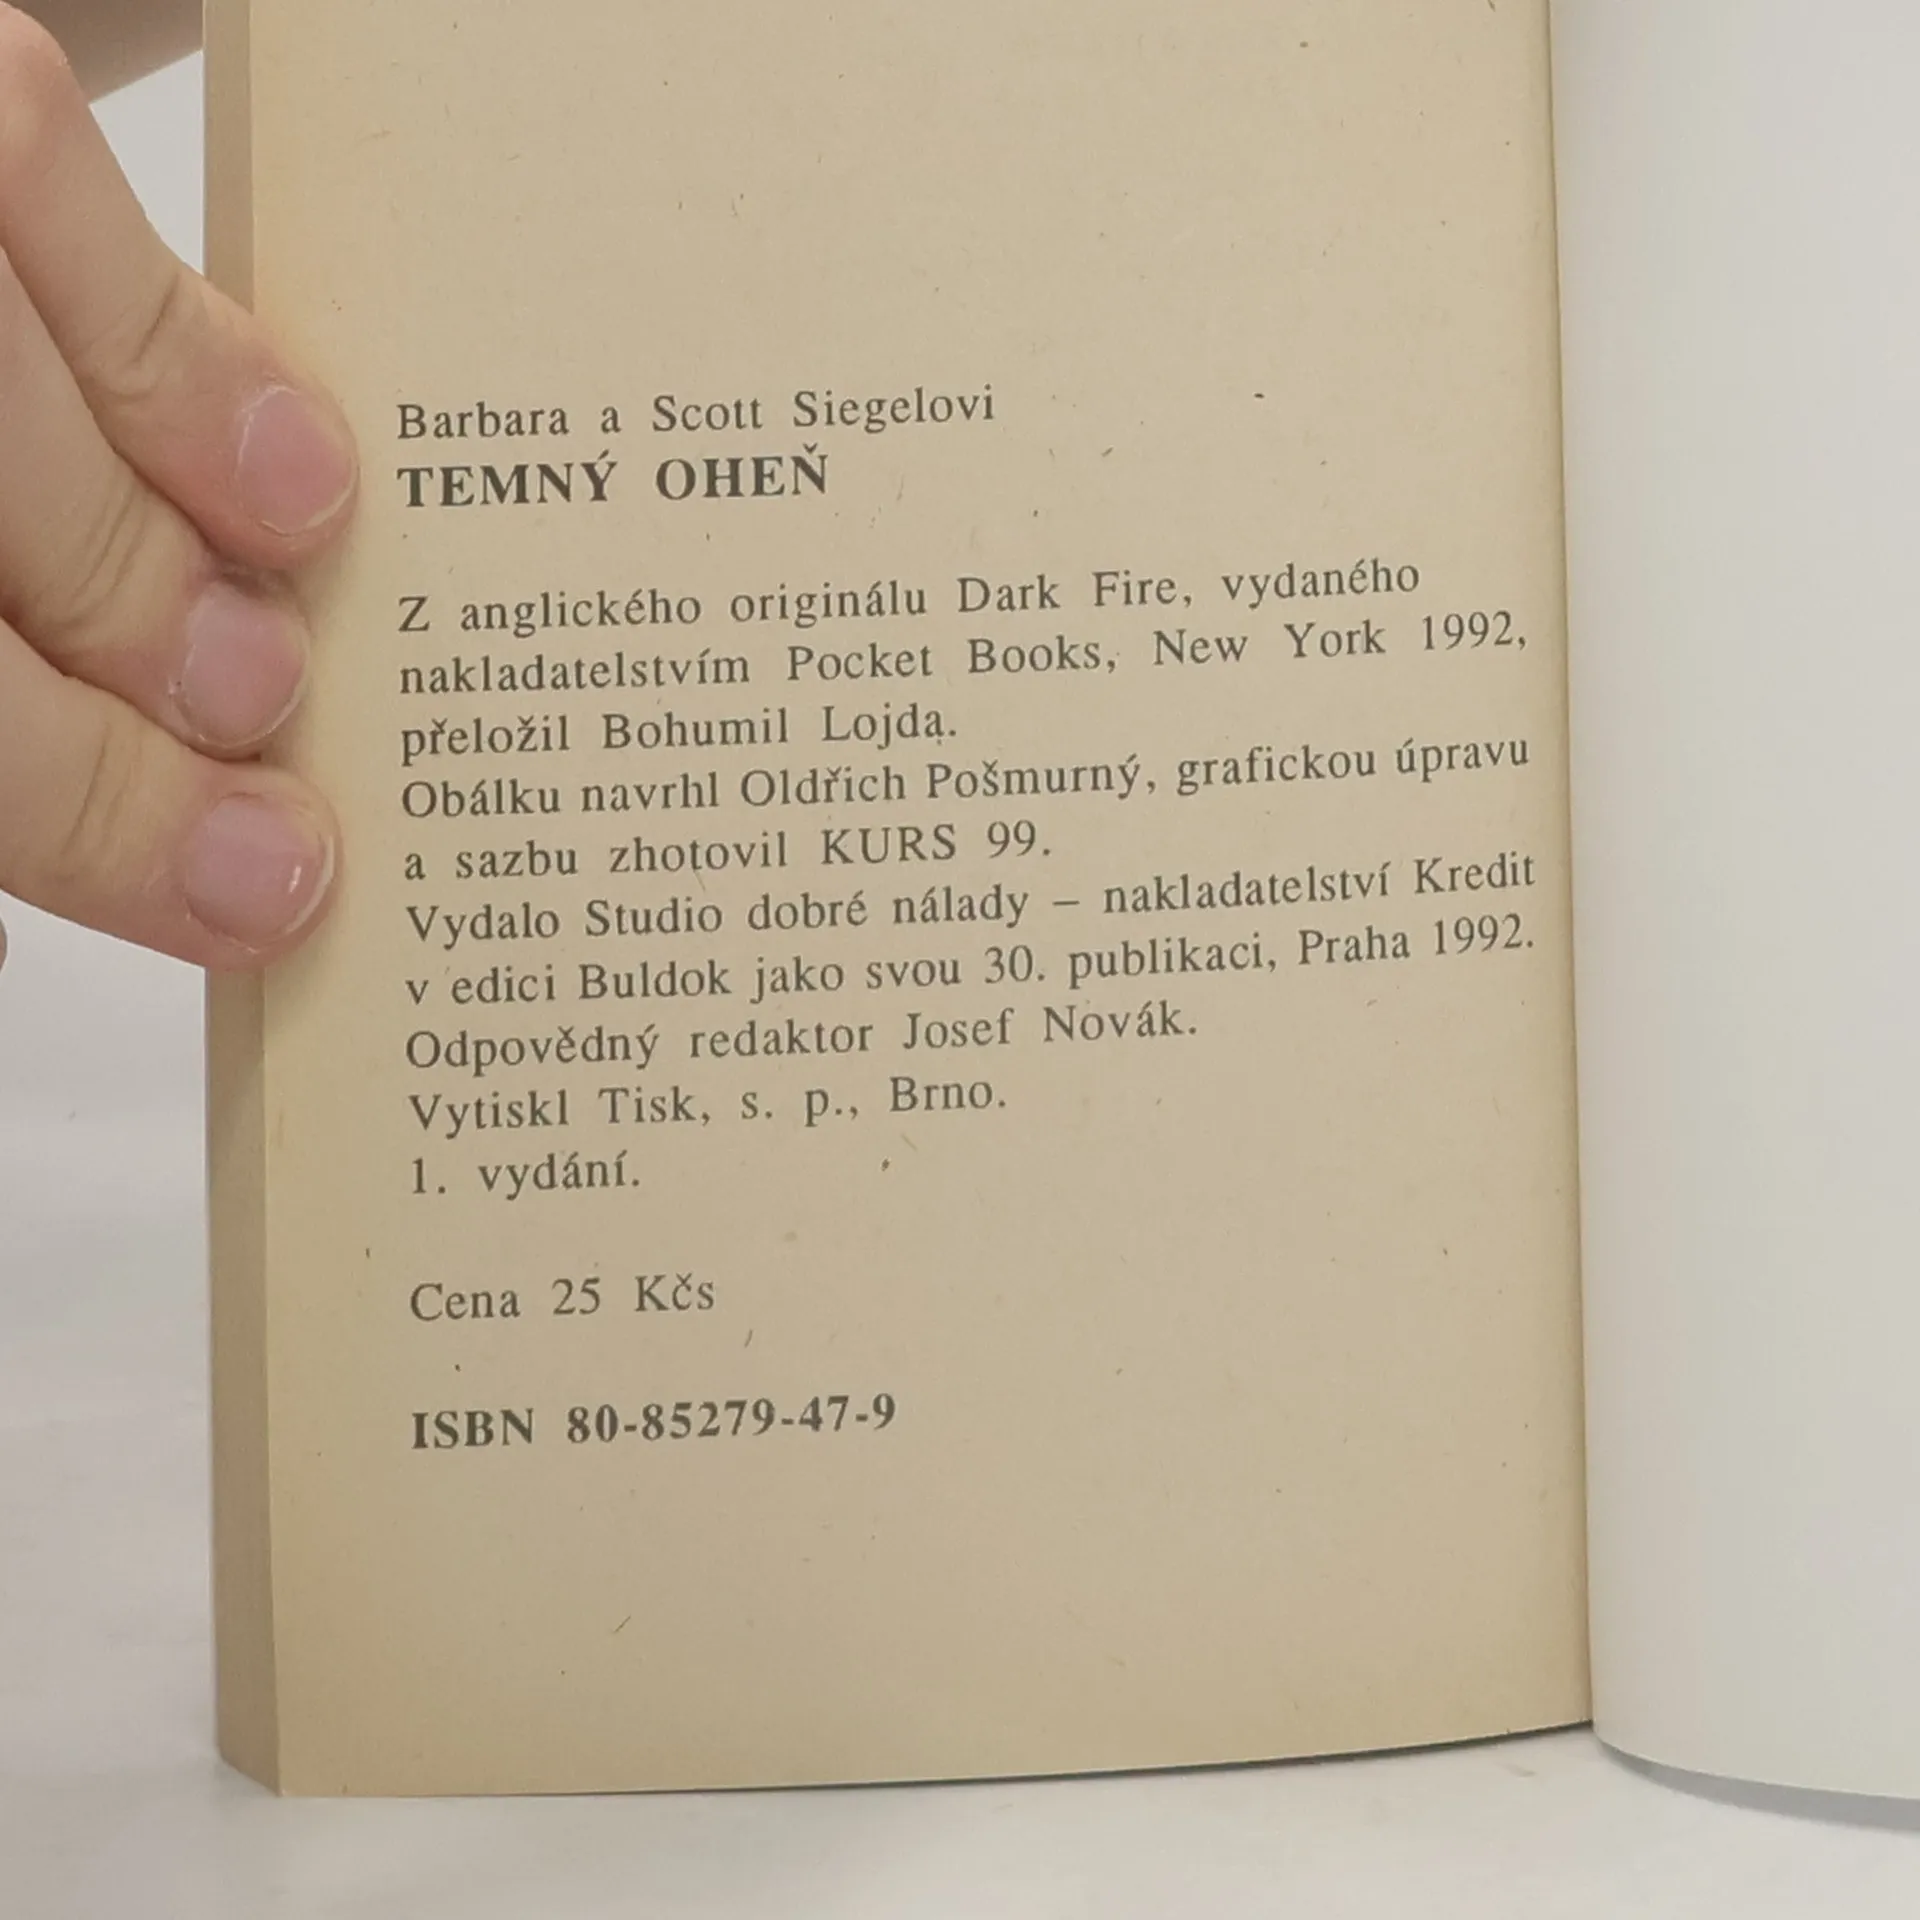 Barbara a Scott Siegelovi
TEMNÝ OHEŇ
Z anglického originálu Dark Fire, vydaného
nakladatelstvím Pocket Books, New York 1992,
přeložil Bohumil Lojda.
Obálku navrhl Oldřich Pošmurný, grafickou úpravu
a sazbu zhotovil KURS 99.
Vydalo Studio dobré nálady – nakladatelství Kredit
v edici Buldok jako svou 30. publikaci, Praha 1992.
Odpovědný redaktor Josef Novák.
Vytiskl Tisk, s. p., Brno.
1. vydání.
Cena 25 Kčs
ISBN 80-85279-47-9